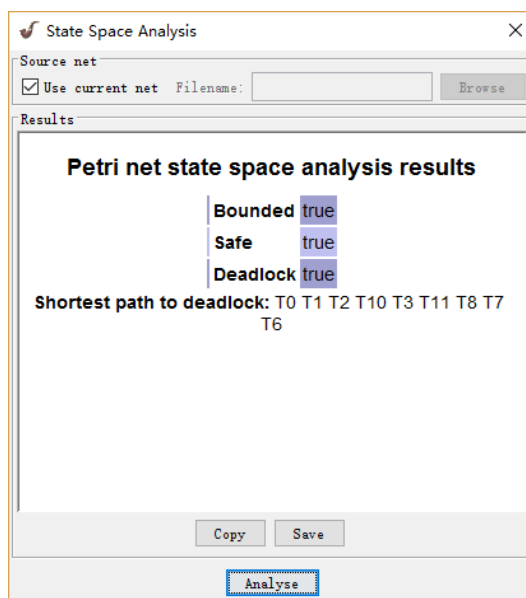 State Space Analysis
Source net
Use current net Filename: Browse
Results
Petri net state space analysis results
Bounded true
Safe true
Deadlock true
Shortest path to deadlock: T0 T1 T2 T10 T3 T11 T8 T7
T6
Copy Save
Analyse